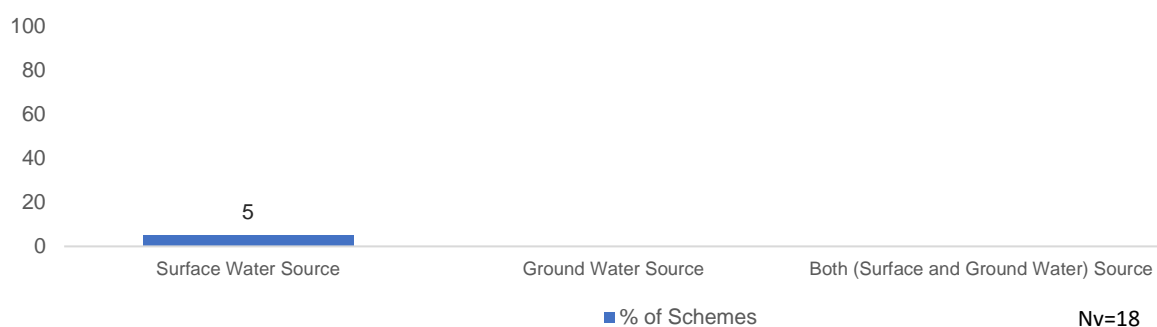 100
80
60
40
20
0
5
Surface Water Source
Ground Water Source
Both (Surface and Ground Water) Source
% of Schemes
Nv=18